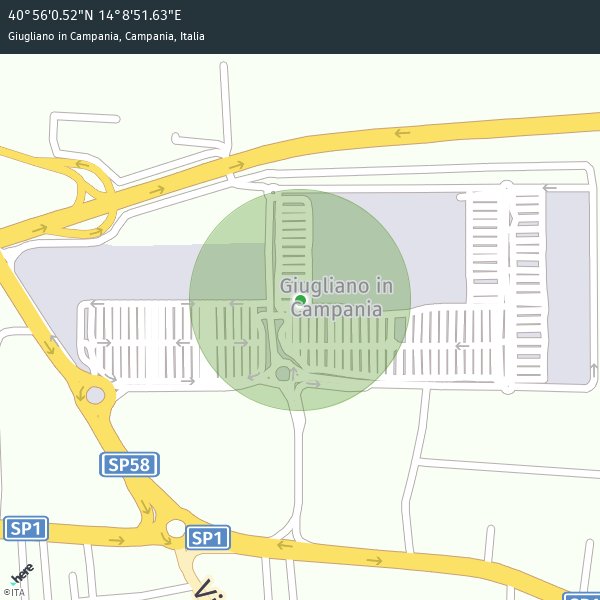 40°56'0.52"N 14°8'51.63"E
Giugliano in Campania, Campania, Italia
Giugliano in
Campania
SP58
SP1
SP1
here
©ITA